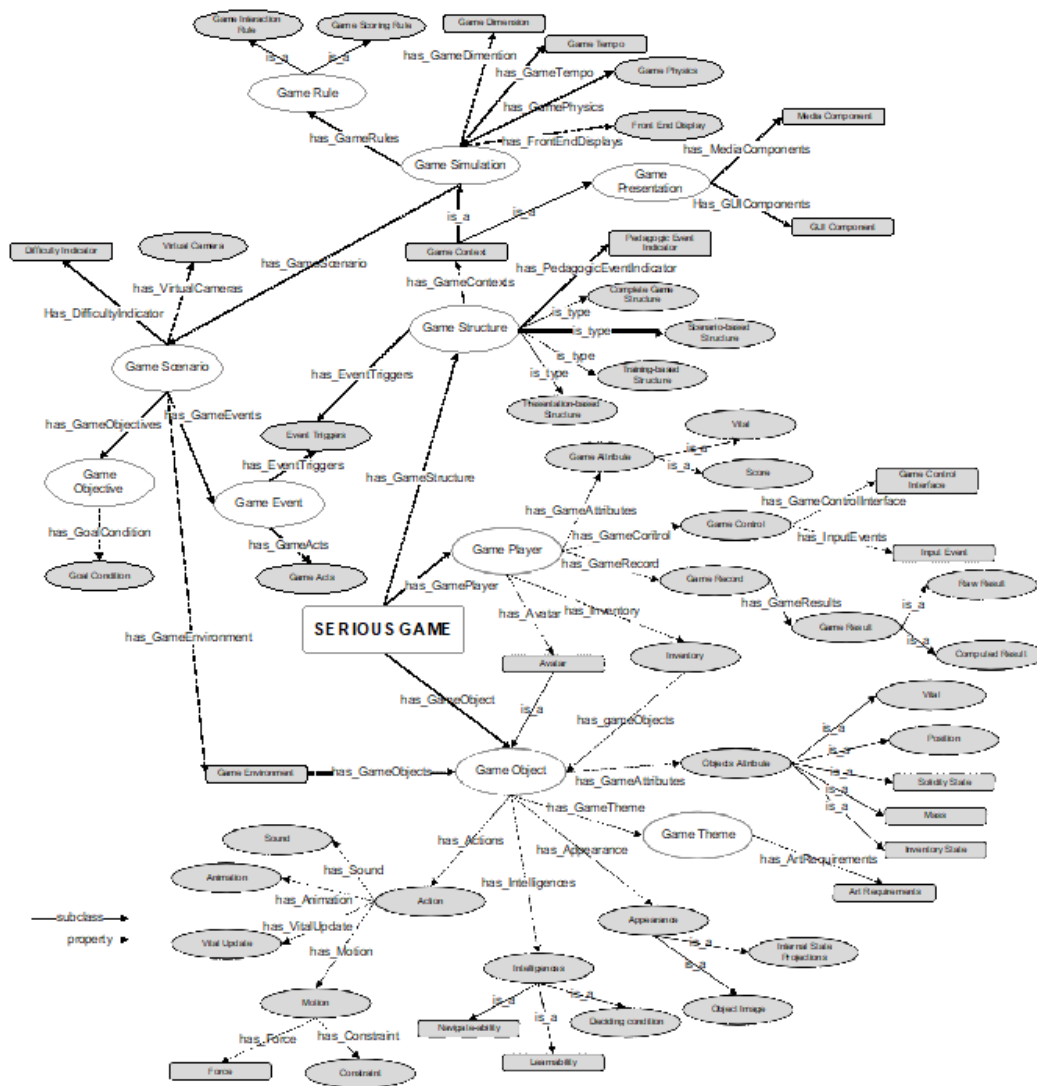 Game Interaction
Rule
Game Scoring Rule
is_a
is_a
Game Rule
has_GameRules
Game Dimension
has_GameDimention
Game Tempo
has_GameTempo
Game Physics
has_GamePhysics
Front End Display
has_FrontEndDisplays
Game Simulation
Media Component
has_MediaComponents
Game
Presentation
Has_GUIComponents
GUI Component
is_a
is_a
Game Context
has_GameContexts
has_GameScenario
Difficulty Indicator
Virtual Camera
has_VirtualCameras
Has_DifficultyIndicator
Game Scenario
Pedagogic Event
Indicator
has_PedagogicEventIndicator
Complete Game
Structure
is_type
Game Structure
is_type
Scenario-based
Structure
is_type
Training-based
Structure
is_type
Presentation-based
Structure
has_EventTriggers
has_GameObjectives
has_GameEvents
Event Triggers
has_EventTriggers
Game
Objective
Game Event
has_GameStructure
has_GoalCondition
has_GameActs
Goal Condition
Game Acts
Vital
Game Attribute
is_a
is_a
Score
has_GameAttributes
Game Control
Interface
has_GameControlInterface
Game Control
has_GameControl
has_InputEvents
Input Event
Game Player
has_GamePlayer
has_GameRecord
Game Record
has_GameResults
Raw Result
is_a
Game Result
is_a
Computed Result
SERIOUS GAME
has_Avatar
has_Inventory
Avatar
Inventory
has_GameEnvironment
has_GameObject
is_a
has_gameObjects
Game Environment
has_GameObjects
Game Object
has_GameAttributes
Objects Attribute
Vital
is_a
Position
is_a
Solidity State
is_a
Mass
is_a
Inventory State
is_a
has_GameTheme
Game Theme
has_ArtRequirements
Art Requirements
has_Actions
has_Intelligences
has_Appearance
Sound
has_Sound
Animation
has_Animation
Action
has_VitalUpdate
Vital Update
has_Motion
subclass
property
Appearance
is_a
Internal State
Projections
is_a
Object Image
Intelligences
is_a
is_a
is_a
Navigate-ability
Deciding condition
Learnability
Motion
has_Force
has_Constraint
Force
Constraint